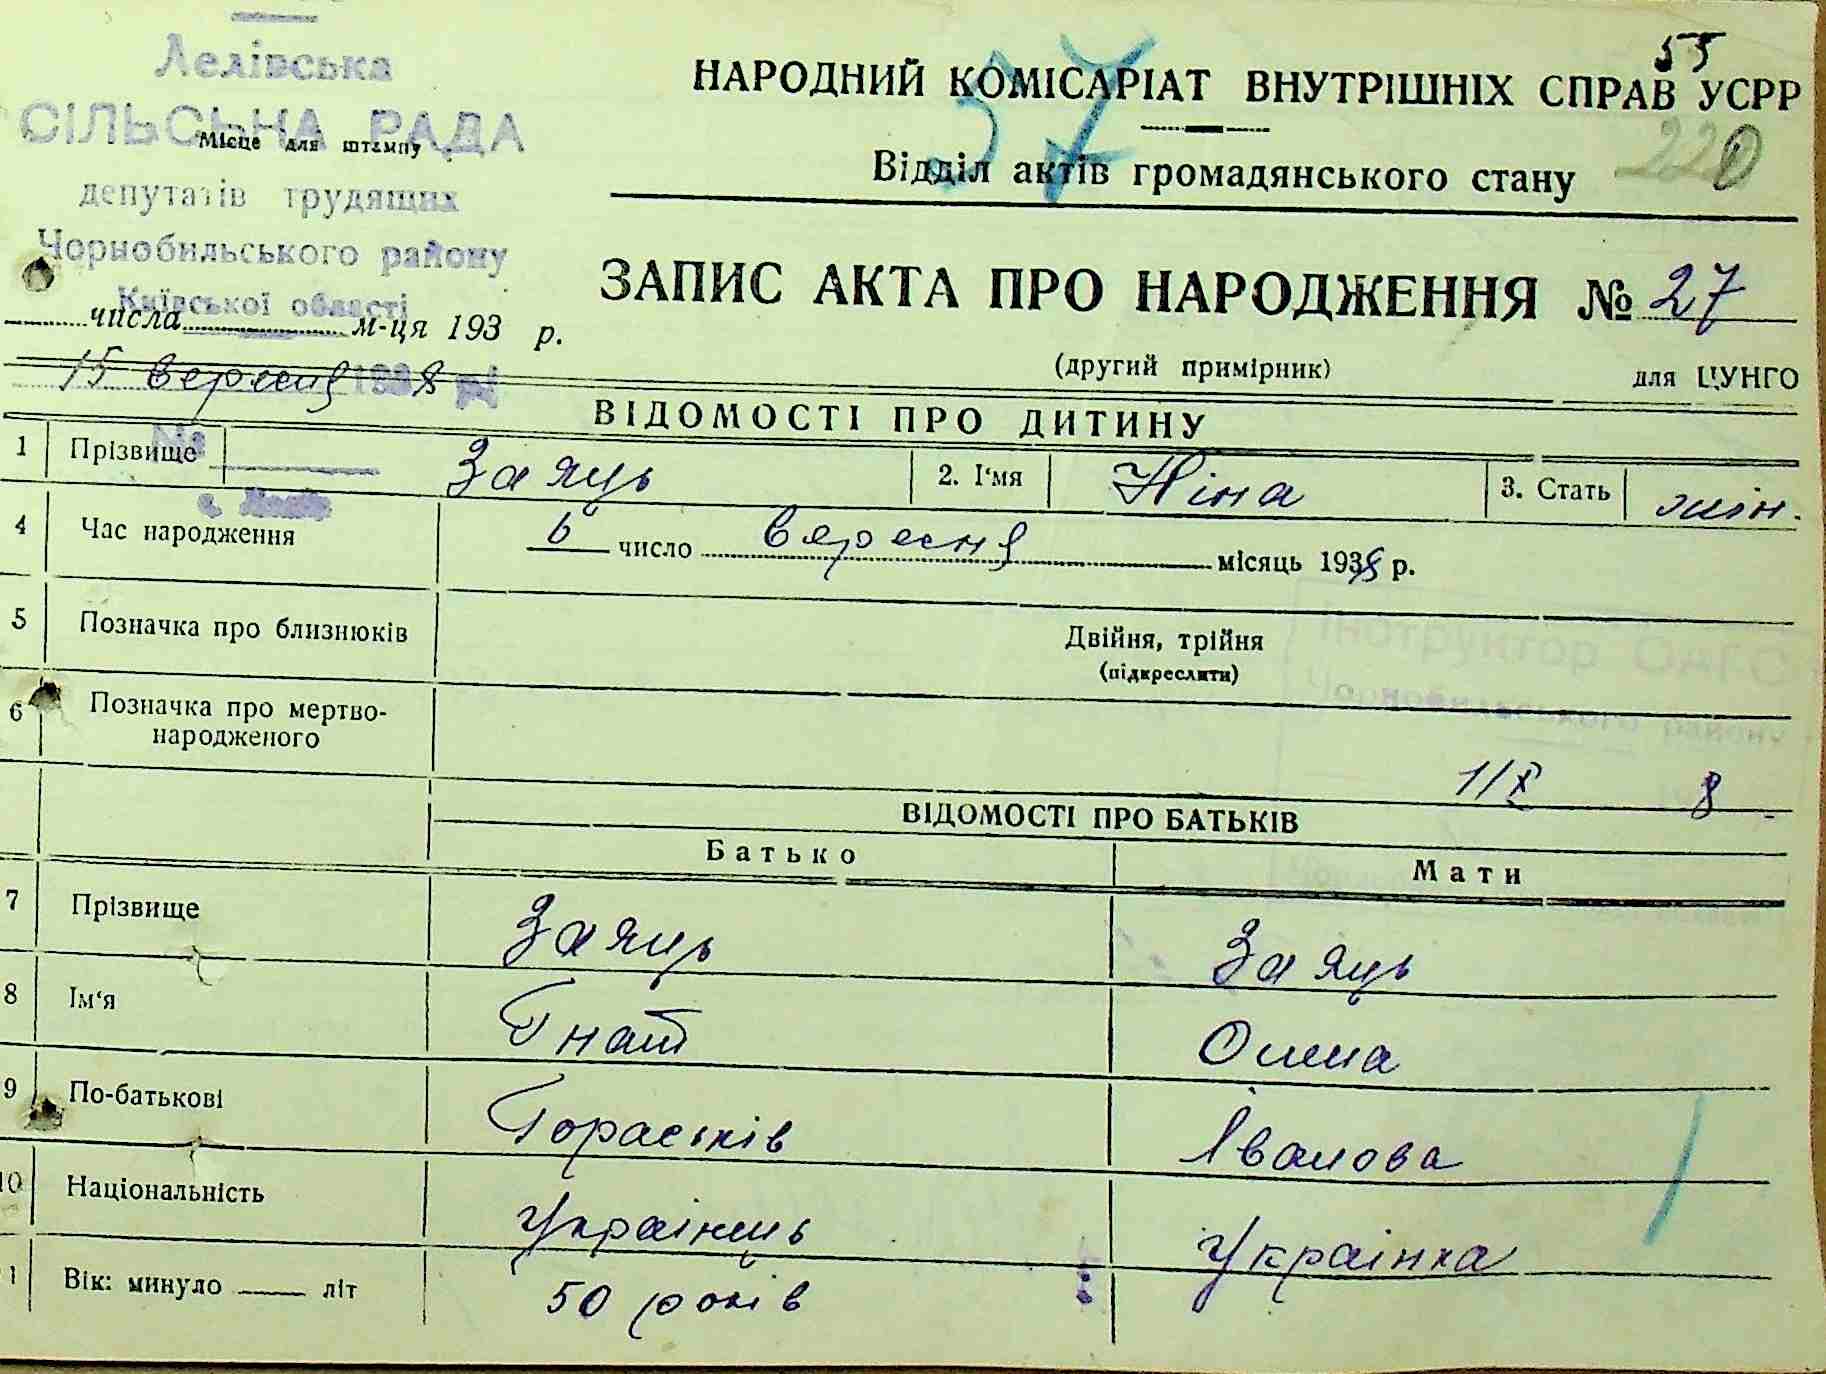 55
Лелівська
НАРОДНИЙ КОМІСАРІАТ ВНУТРІШНІХ СПРАВ УСРР
57
СІЛЬСЬКА РАДА
Місце для штампу
220
Відділ актів громадянського стану
депутатів трудящих
Чорнобильського району
Київської області
ЗАПИС АКТА ПРО НАРОДЖЕННЯ № 27
числа м-ця 193 р.
(другий примірник) для ЦУНГО
15 вересня 1938 р.
ВІДОМОСТІ ПРО ДИТИНУ
№
1 Прізвище Заяць 2. І'мя Ніна 3. Стать жін.
4 Час народження 6 число вересня місяць 1938 р.
5 Позначка про близнюків Двійня, трійня
(підкреслити)
Інструктор ОАГС
Чорнобильського району
6 Позначка про мертво-
народженого
1/X 8
ВІДОМОСТІ ПРО БАТЬКІВ
Батько Мати
7 Прізвище Заяць Заяць
8 Ім'я Гнат
9 По-батькові Гораськів Іванова
10 Національність Українець Українка
1 Вік: минуло літ 50 років